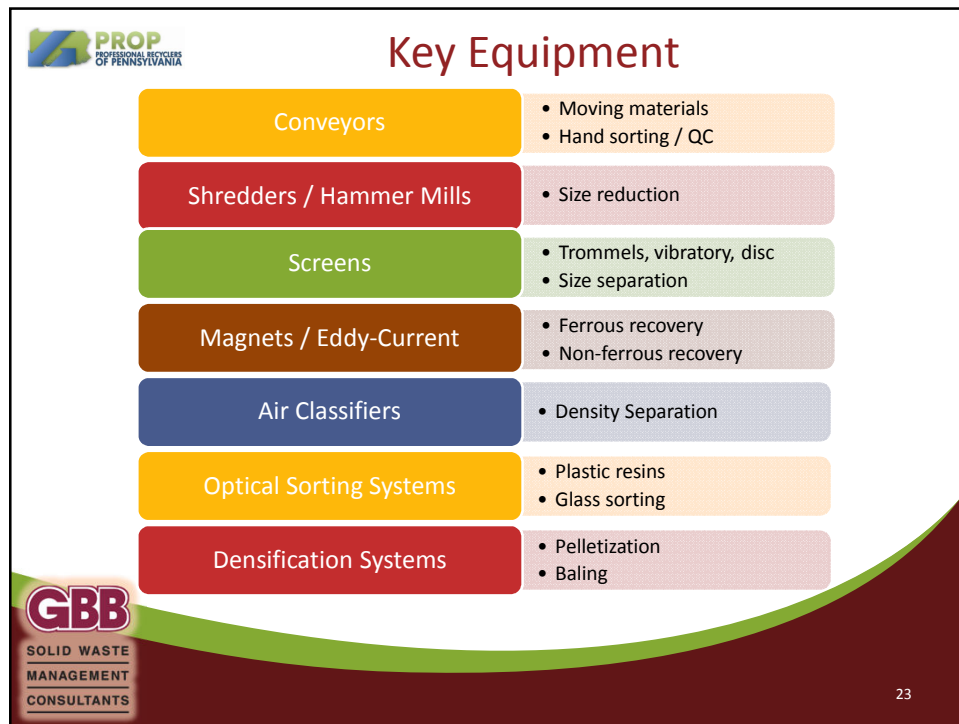 PROP
PROFESSIONAL RECYCLERS
OF PENNSYLVANIA
Key Equipment
Conveyors
• Moving materials
• Hand sorting / QC
Shredders / Hammer Mills
• Size reduction
Screens
• Trommels, vibratory, disc
• Size separation
Magnets / Eddy-Current
• Ferrous recovery
• Non-ferrous recovery
Air Classifiers
• Density Separation
Optical Sorting Systems
• Plastic resins
• Glass sorting
Densification Systems
• Pelletization
• Baling
GBB
SOLID WASTE
MANAGEMENT
CONSULTANTS
23